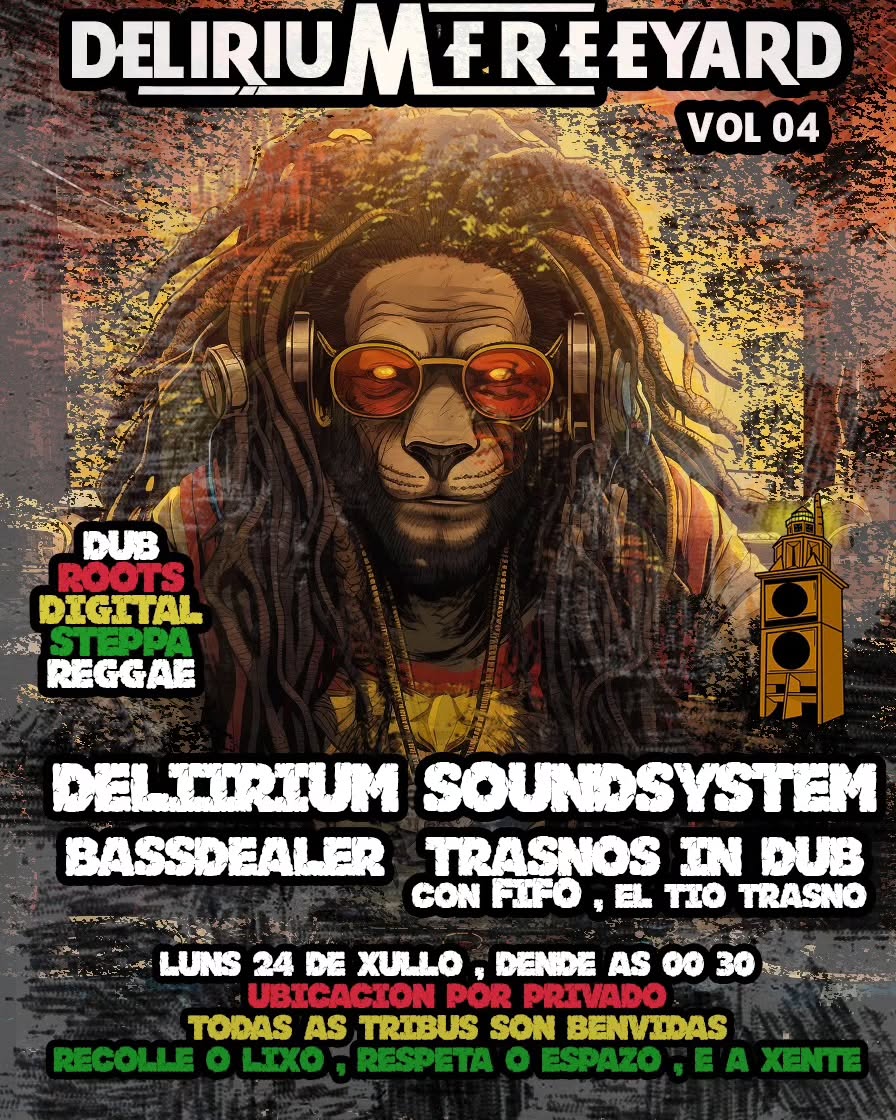 DELIRIUM FREEYARD
VOL 04
DUB
ROOTS
DIGITAL
STEPPA
REGGAE
DELIIRIUM SOUNDSYSTEM
BASSDEALER TRASNOS IN DUB
CON FIFO , EL TIO TRASNO
LUNS 24 DE XULLO , DENDE AS 00 30
UBICACION POR PRIVADO
TODAS AS TRIBUS SON BENVIDAS
RECOLLE O LIXO , RESPETA O ESPAZO , E A XENTE